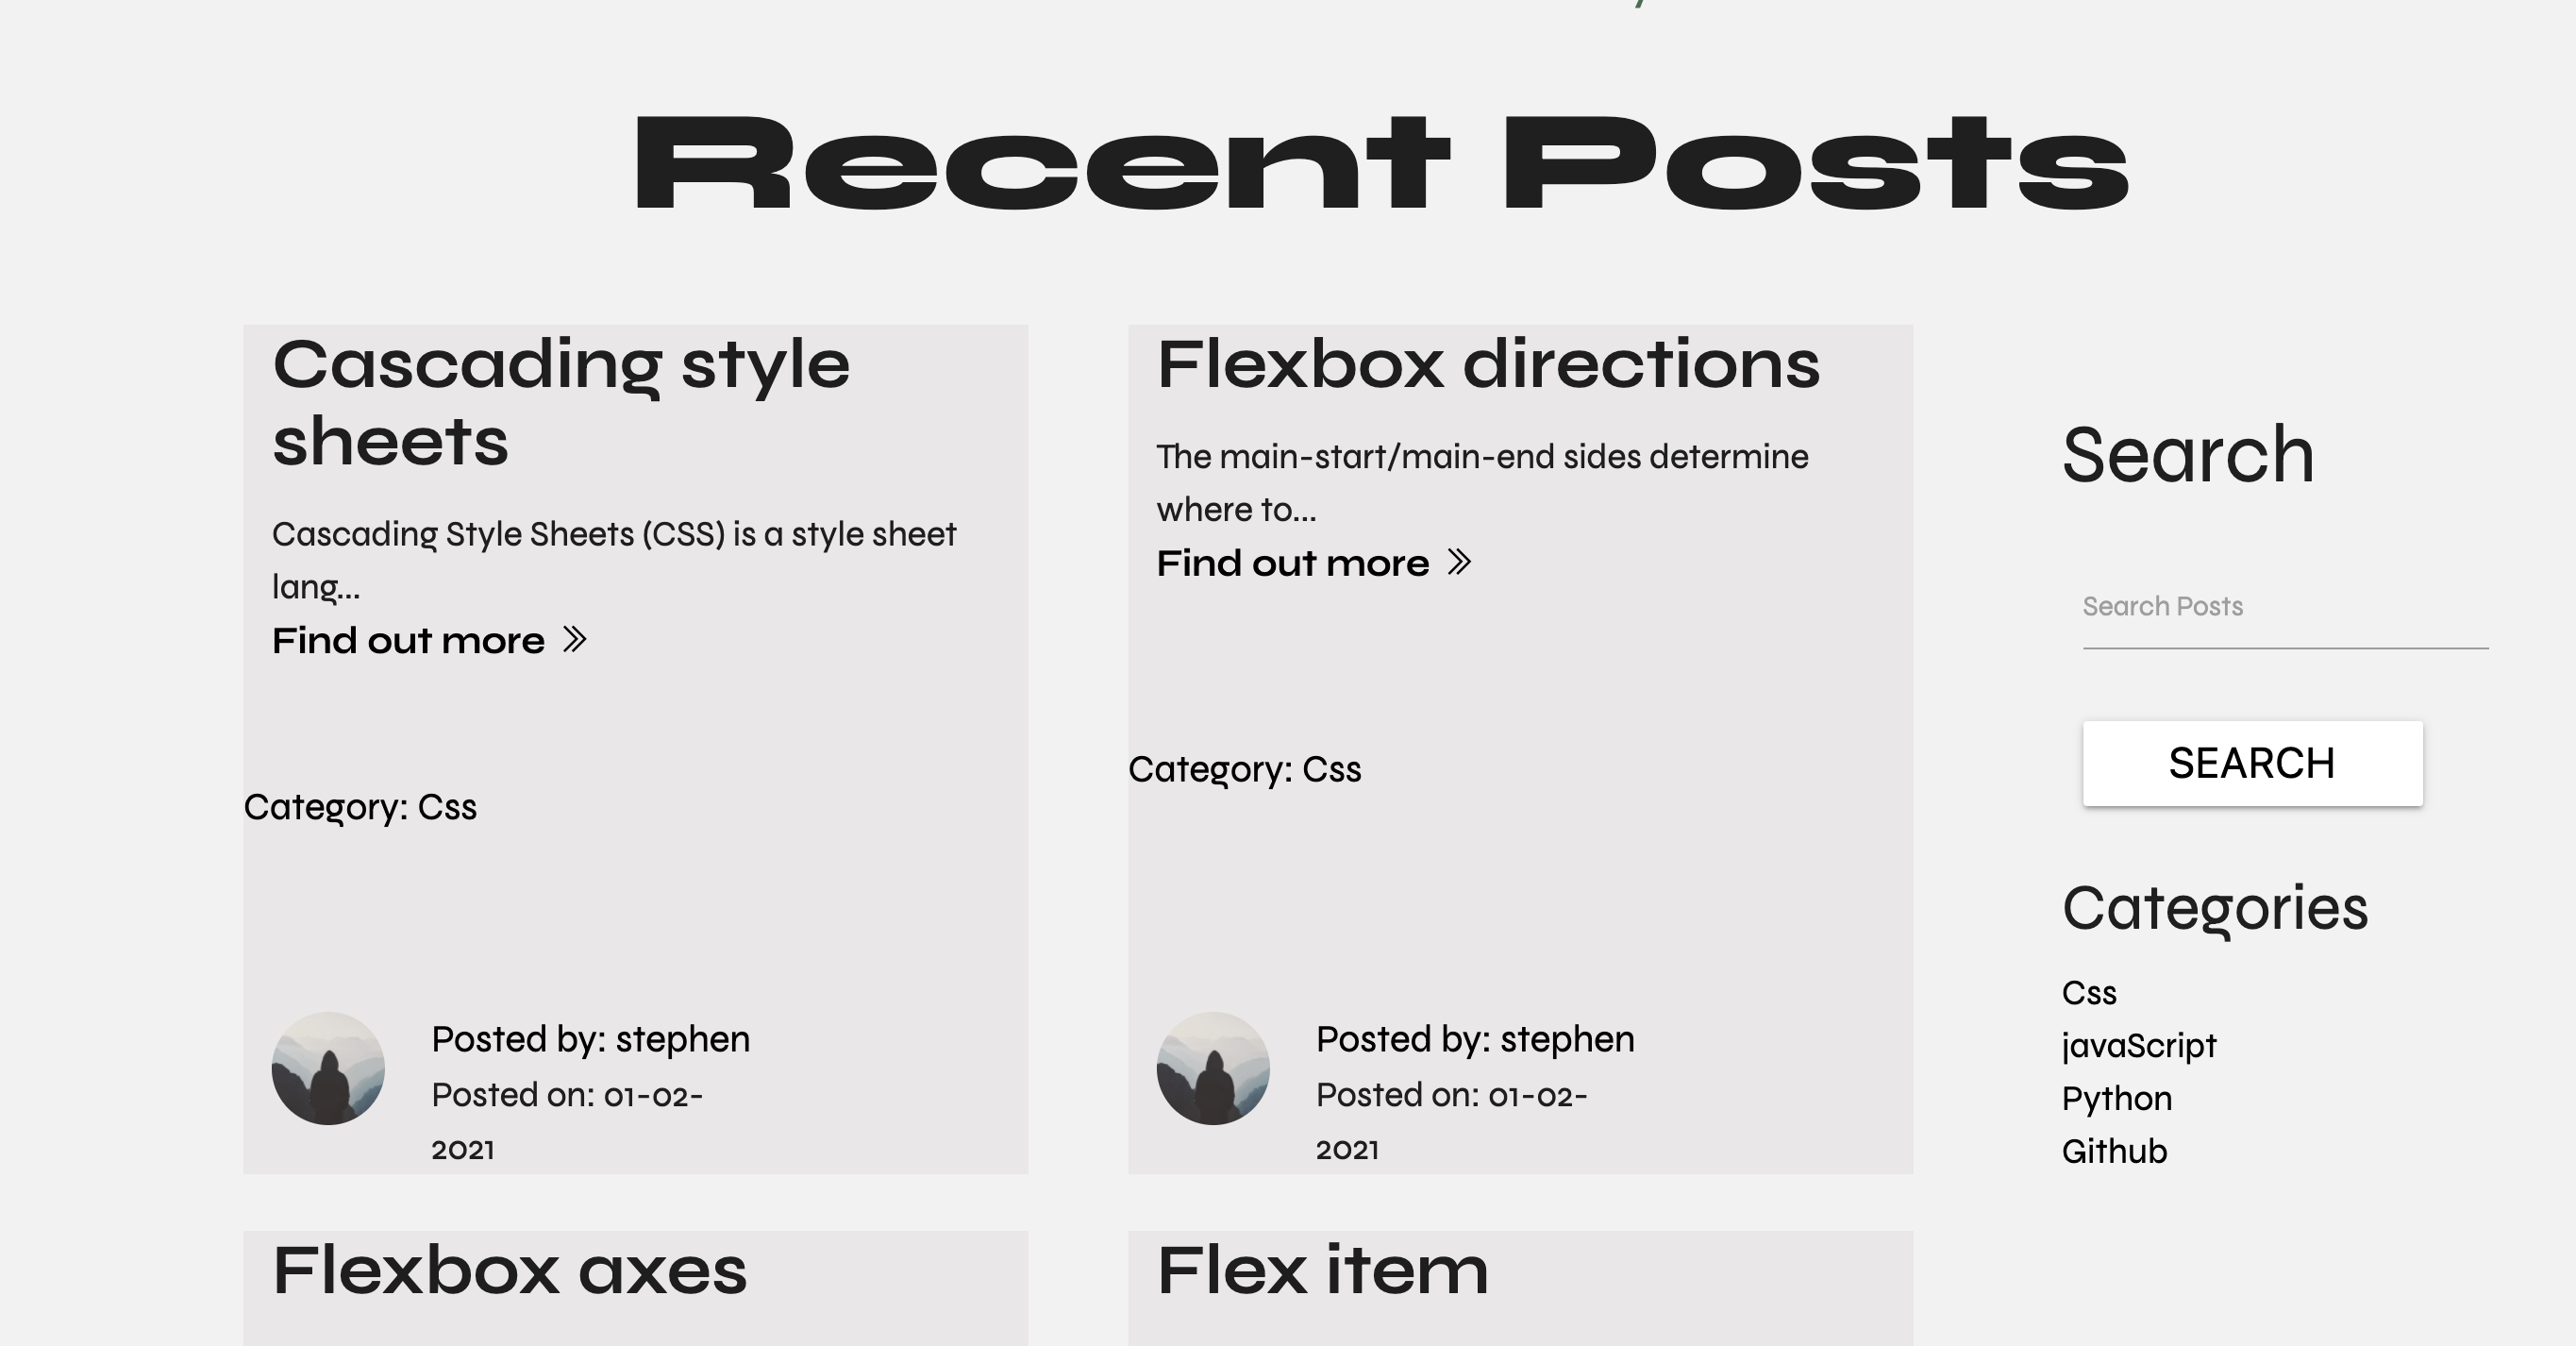 Recent Posts
Cascading style
sheets
Cascading Style Sheets (CSS) is a style sheet
lang...
Find out more
Category: Css
Posted by: stephen
Posted on: 01-02-
2021
Flexbox directions
The main-start/main-end sides determine
where to...
Find out more
Category: Css
Posted by: stephen
Posted on: 01-02-
2021
Flexbox axes
Flex item
Search
Search Posts
SEARCH
Categories
Css
javaScript
Python
Github